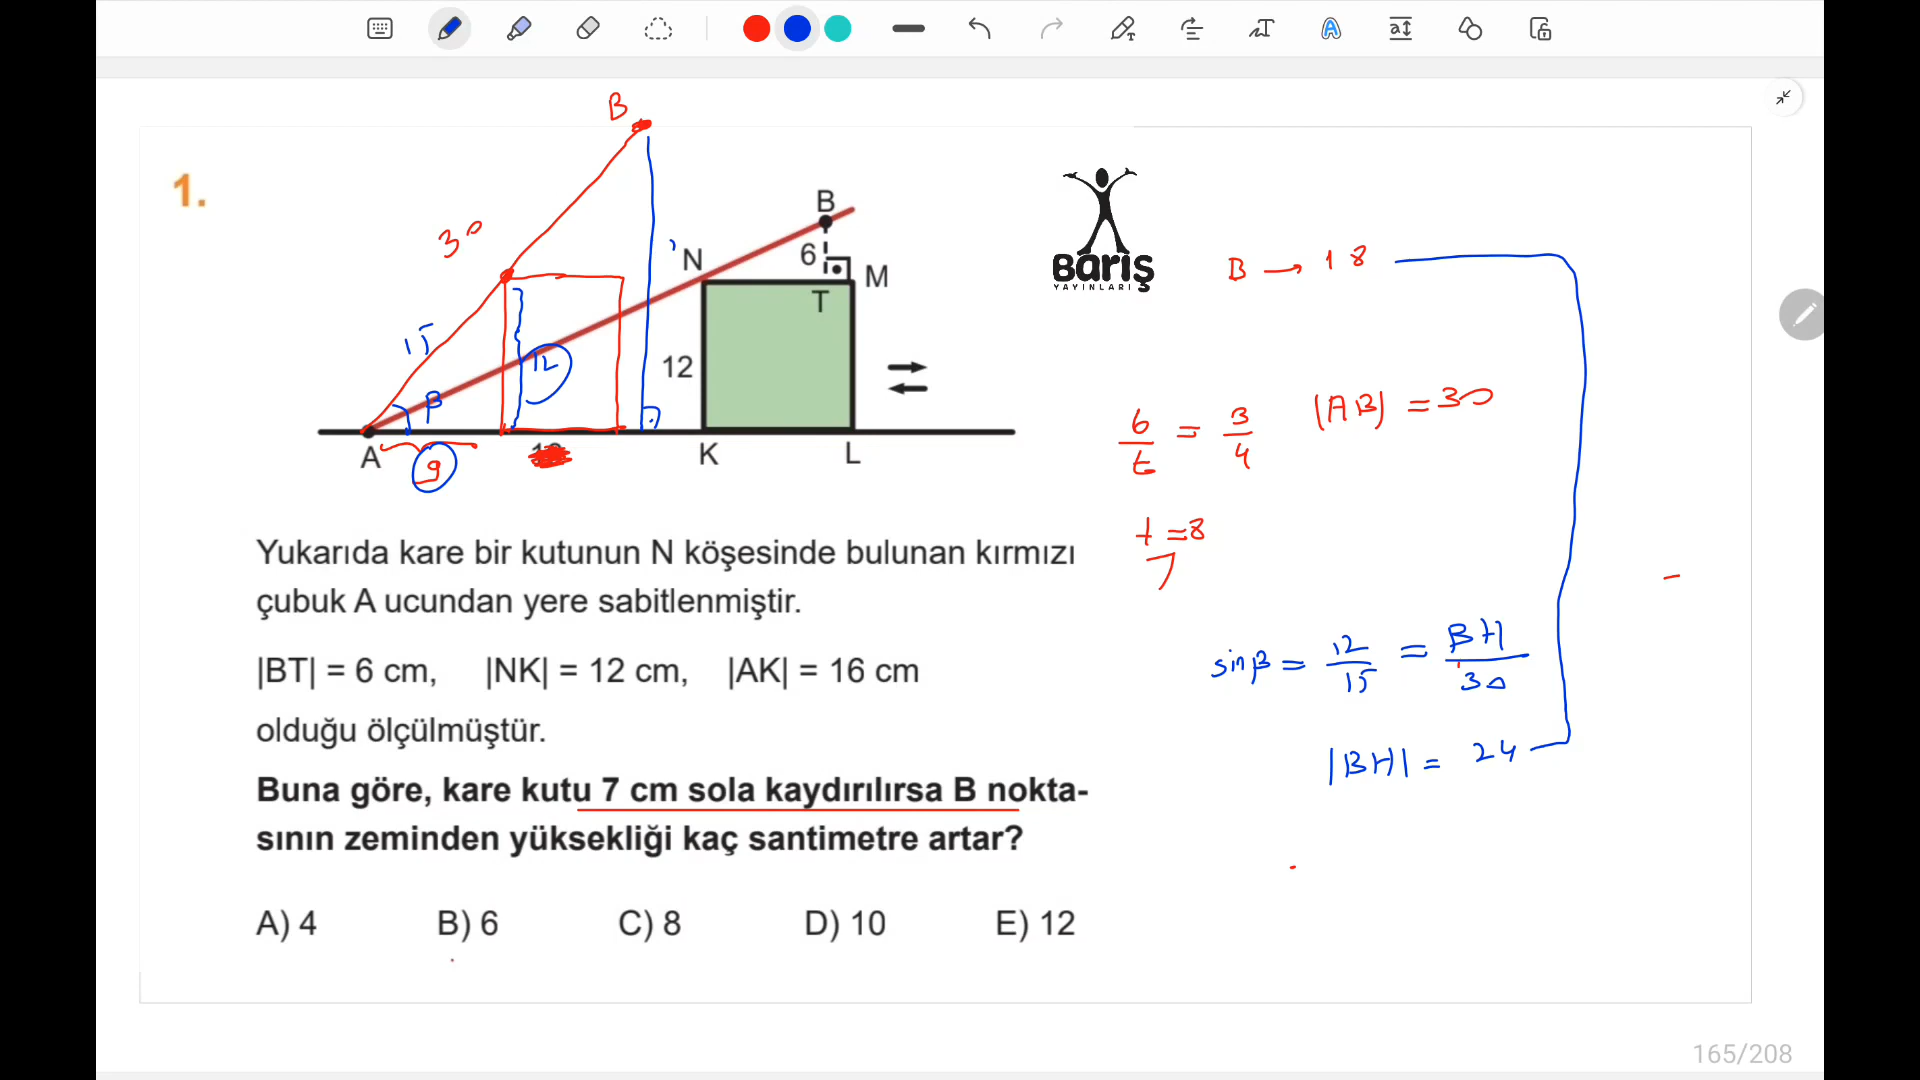 B
1.
30
B
N
6
M
T
15
12
12
β
A
9
K
L
BARIŞ
YAYINLARI
B → 18
6/t = 3/4
|AB| = 30
t = 8
sinβ = 12/15 = BH/30
|BH| = 24
Yukarıda kare bir kutunun N köşesinde bulunan kırmızı
çubuk A ucundan yere sabitlenmiştir.
|BT| = 6 cm, |NK| = 12 cm, |AK| = 16 cm
olduğu ölçülmüştür.
Buna göre, kare kutu 7 cm sola kaydırılırsa B nokta-
sının zeminden yüksekliği kaç santimetre artar?
A) 4 B) 6 C) 8 D) 10 E) 12
165/208